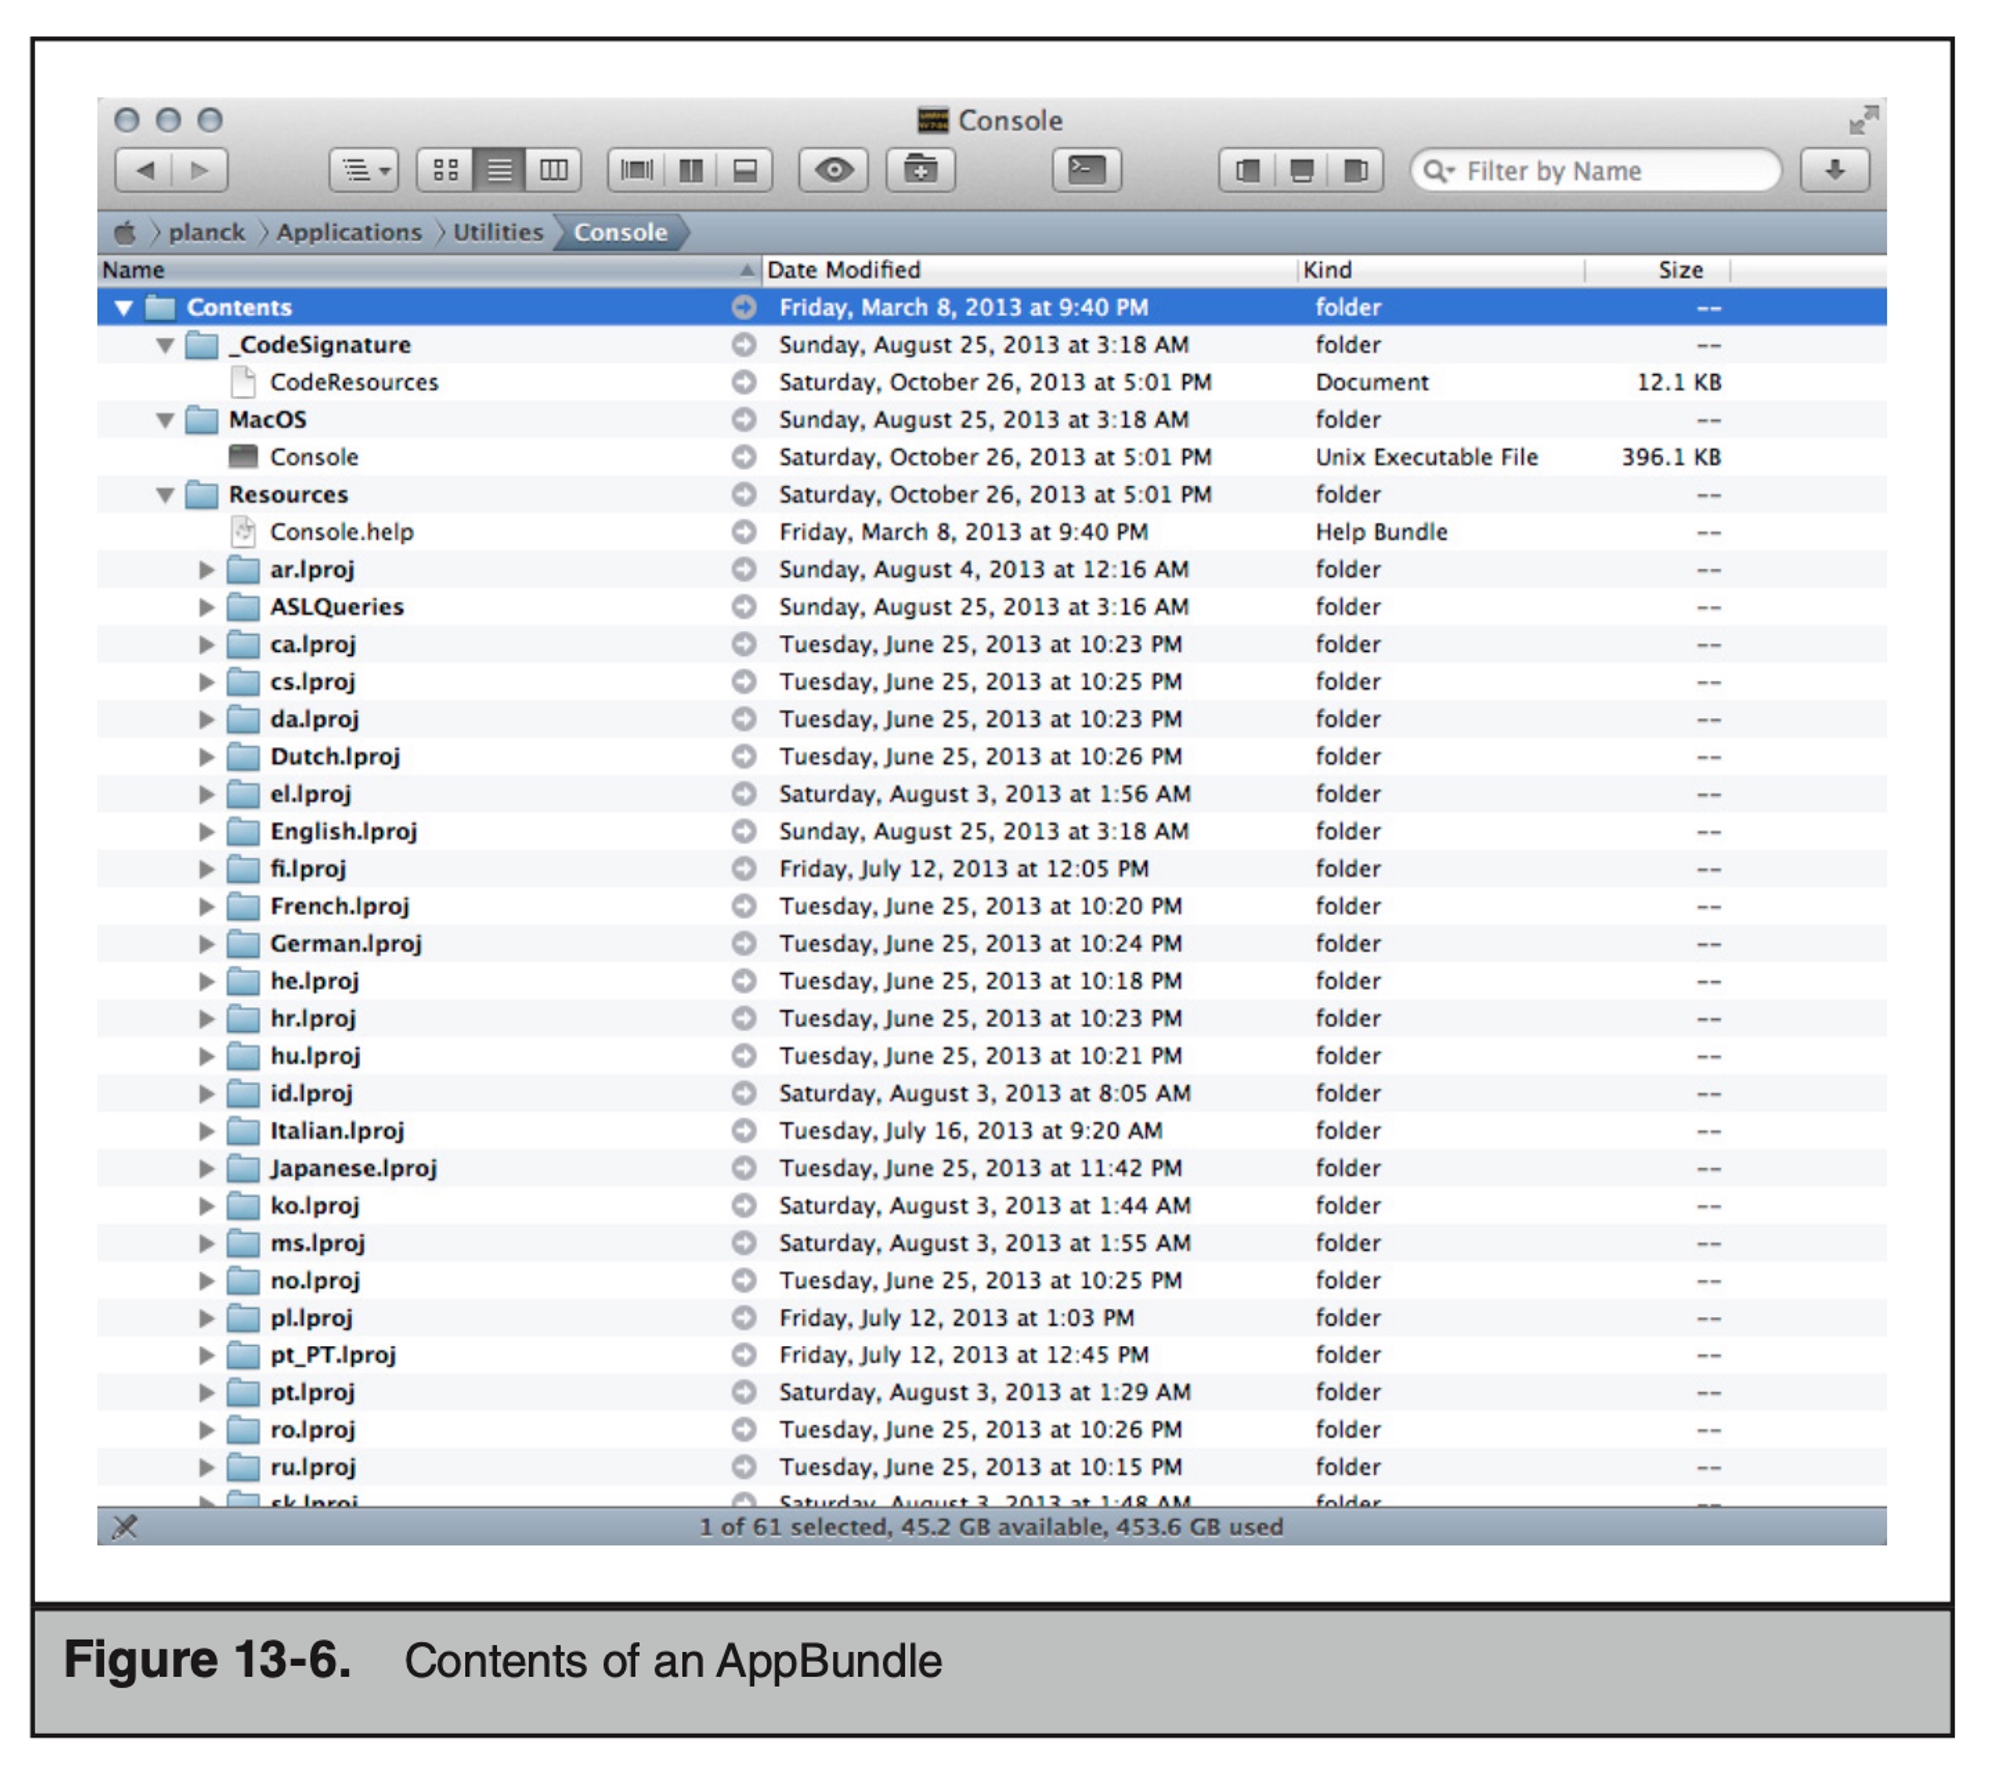 Console
Filter by Name
planck Applications Utilities Console
Name Date Modified Kind Size
Contents Friday, March 8, 2013 at 9:40 PM folder --
_CodeSignature Sunday, August 25, 2013 at 3:18 AM folder --
CodeResources Saturday, October 26, 2013 at 5:01 PM Document 12.1 KB
MacOS Sunday, August 25, 2013 at 3:18 AM folder --
Console Saturday, October 26, 2013 at 5:01 PM Unix Executable File 396.1 KB
Resources Saturday, October 26, 2013 at 5:01 PM folder --
Console.help Friday, March 8, 2013 at 9:40 PM Help Bundle --
ar.lproj Sunday, August 4, 2013 at 12:16 AM folder --
ASLQueries Sunday, August 25, 2013 at 3:16 AM folder --
ca.lproj Tuesday, June 25, 2013 at 10:23 PM folder --
cs.lproj Tuesday, June 25, 2013 at 10:25 PM folder --
da.lproj Tuesday, June 25, 2013 at 10:23 PM folder --
Dutch.lproj Tuesday, June 25, 2013 at 10:26 PM folder --
el.lproj Saturday, August 3, 2013 at 1:56 AM folder --
English.lproj Sunday, August 25, 2013 at 3:18 AM folder --
fi.lproj Friday, July 12, 2013 at 12:05 PM folder --
French.lproj Tuesday, June 25, 2013 at 10:20 PM folder --
German.lproj Tuesday, June 25, 2013 at 10:24 PM folder --
he.lproj Tuesday, June 25, 2013 at 10:18 PM folder --
hr.lproj Tuesday, June 25, 2013 at 10:23 PM folder --
hu.lproj Tuesday, June 25, 2013 at 10:21 PM folder --
id.lproj Saturday, August 3, 2013 at 8:05 AM folder --
Italian.lproj Tuesday, July 16, 2013 at 9:20 AM folder --
Japanese.lproj Tuesday, June 25, 2013 at 11:42 PM folder --
ko.lproj Saturday, August 3, 2013 at 1:44 AM folder --
ms.lproj Saturday, August 3, 2013 at 1:55 AM folder --
no.lproj Tuesday, June 25, 2013 at 10:25 PM folder --
pl.lproj Friday, July 12, 2013 at 1:03 PM folder --
pt_PT.lproj Friday, July 12, 2013 at 12:45 PM folder --
pt.lproj Saturday, August 3, 2013 at 1:29 AM folder --
ro.lproj Tuesday, June 25, 2013 at 10:26 PM folder --
ru.lproj Tuesday, June 25, 2013 at 10:15 PM folder --
sk.lproj Saturday, August 3, 2013 at 1:48 AM folder --
1 of 61 selected, 45.2 GB available, 453.6 GB used
Figure 13-6. Contents of an AppBundle